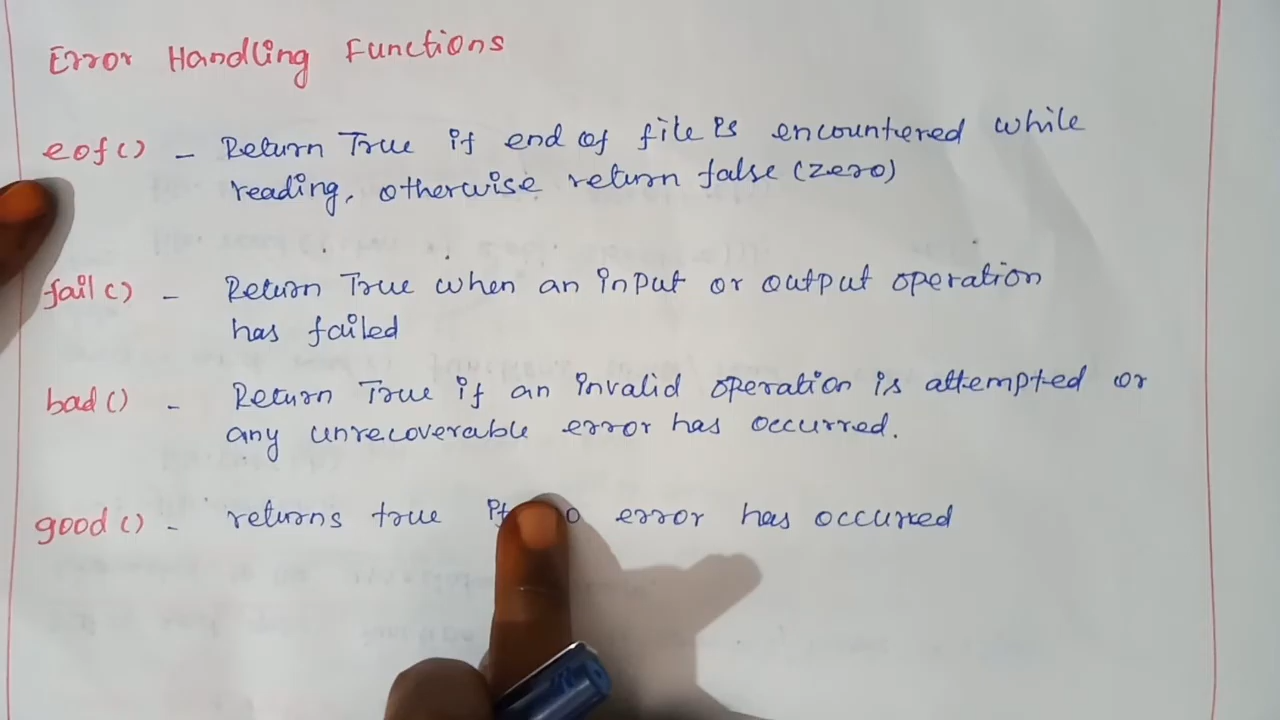 Error Handling Functions
eof() - Return True if end of file is encountered while
reading, otherwise return false (zero)
fail() - Return True when an input or output operation
has failed
bad() - Return True if an invalid operation is attempted or
any unrecoverable error has occurred.
good() - returns true if error has occurred